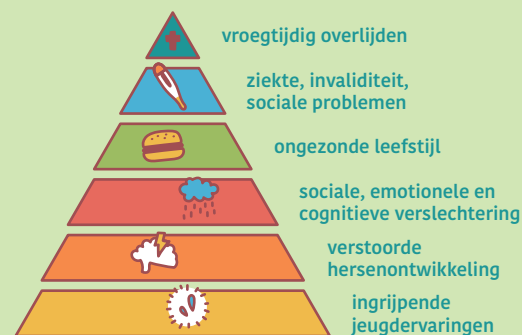 vroegtijdig overlijden
ziekte, invaliditeit,
sociale problemen
ongezonde leefstijl
sociale, emotionele en
cognitieve verslechtering
verstoorde
hersenontwikkeling
ingrijpende
jeugdervaringen